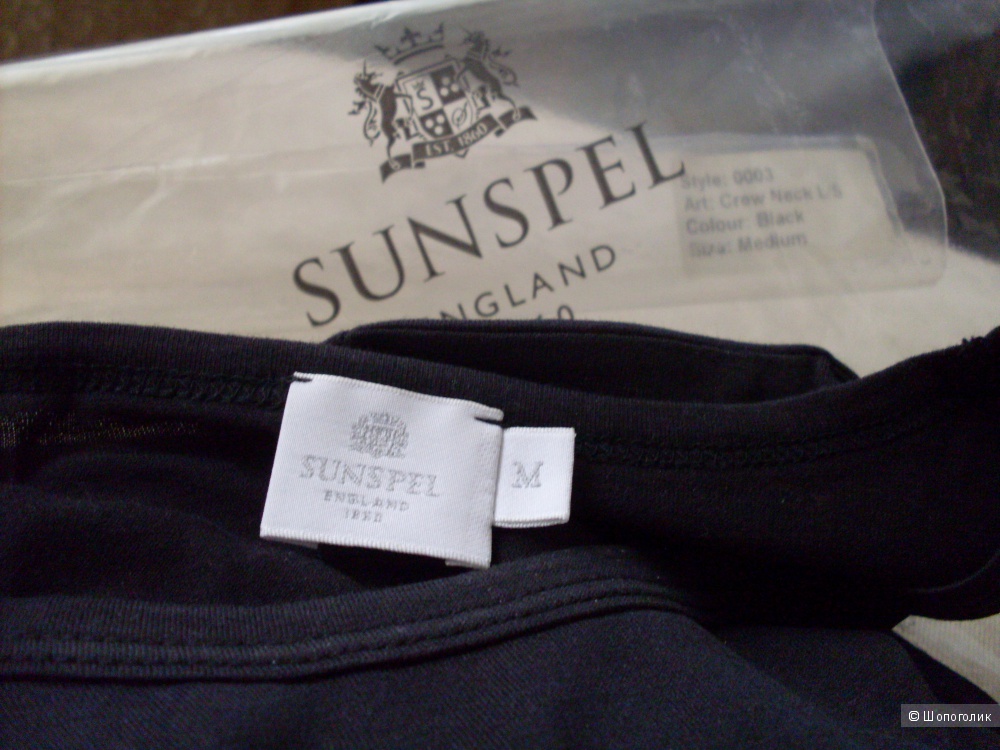 EST. 1860
SUNSPEL
ENGLAND
Style: 0003
Art: Crew Neck L/S
Colour: Black
Size: Medium
SUNSPEL
ENGLAND
1860
M
© Шопоголик